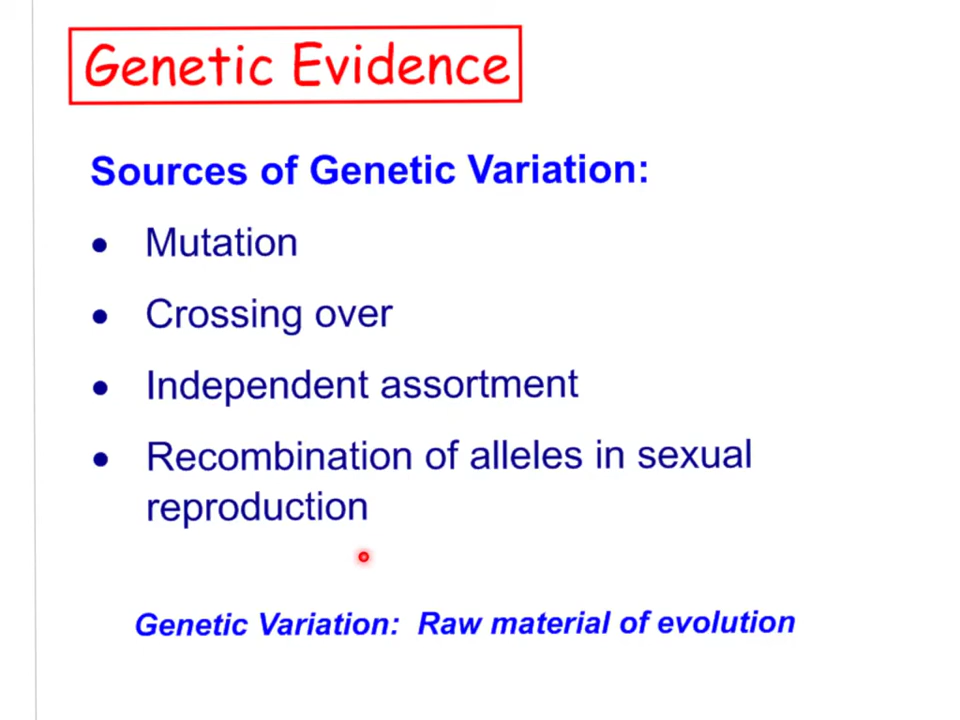 Genetic Evidence
Sources of Genetic Variation:
• Mutation
• Crossing over
• Independent assortment
• Recombination of alleles in sexual
reproduction
Genetic Variation: Raw material of evolution